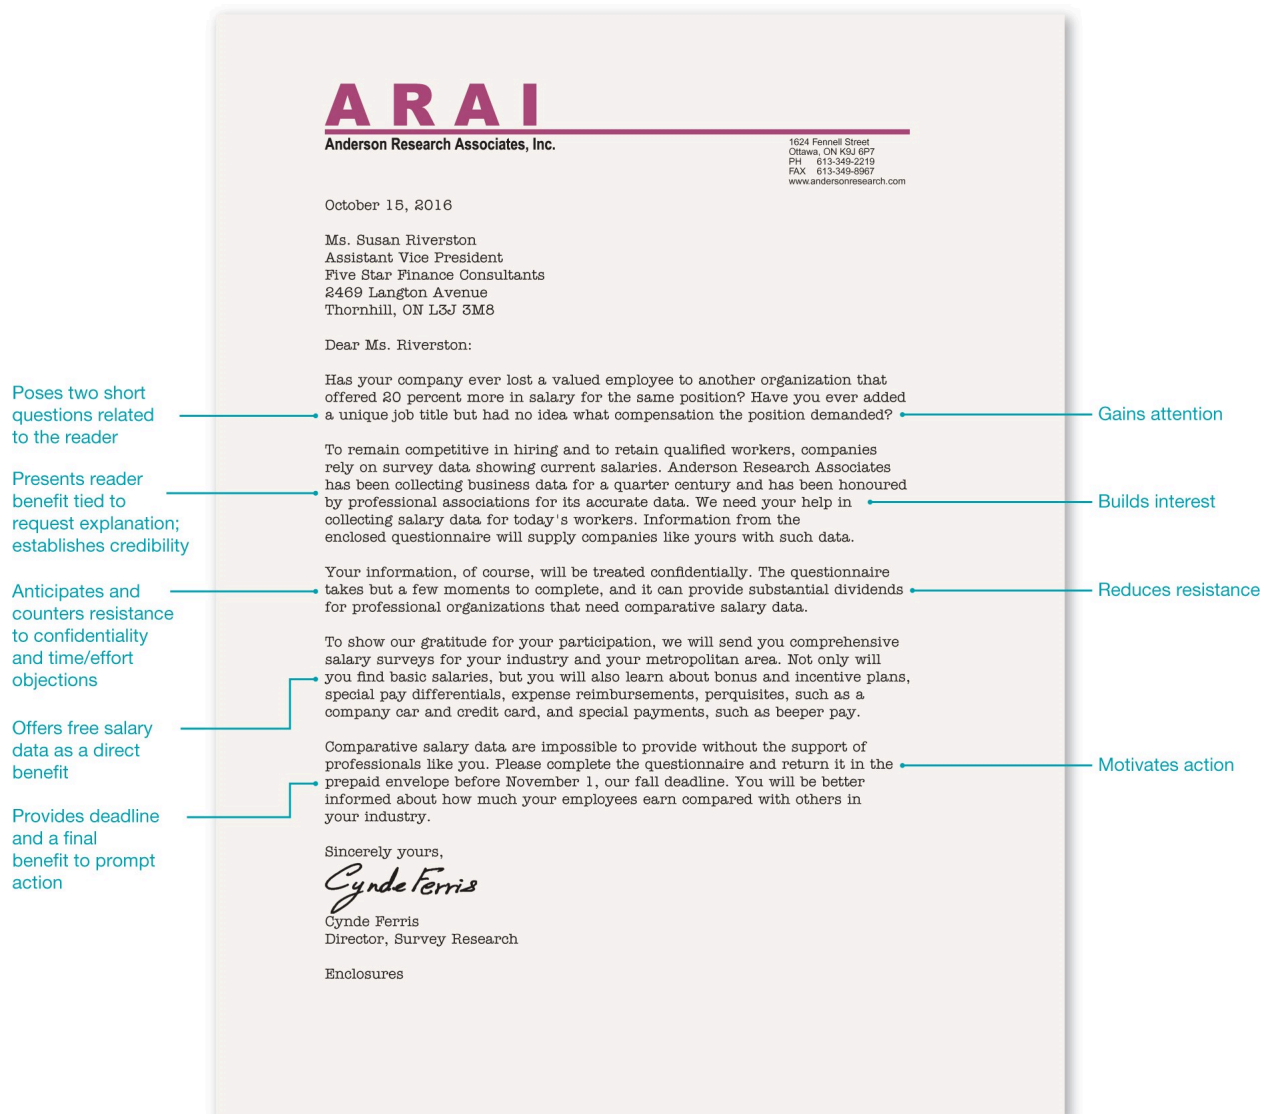 ARAI
Anderson Research Associates, Inc.
1624 Fennell Street
Ottawa, ON K9J 6P7
PH 613-349-2219
FAX 613-349-8967
www.andersonresearch.com
October 15, 2016
Ms. Susan Riverston
Assistant Vice President
Five Star Finance Consultants
2469 Langton Avenue
Thornhill, ON L3J 3M8
Dear Ms. Riverston:
Has your company ever lost a valued employee to another organization that
offered 20 percent more in salary for the same position? Have you ever added
a unique job title but had no idea what compensation the position demanded?
To remain competitive in hiring and to retain qualified workers, companies
rely on survey data showing current salaries. Anderson Research Associates
has been collecting business data for a quarter century and has been honoured
by professional associations for its accurate data. We need your help in
collecting salary data for today's workers. Information from the
enclosed questionnaire will supply companies like yours with such data.
Your information, of course, will be treated confidentially. The questionnaire
takes but a few moments to complete, and it can provide substantial dividends
for professional organizations that need comparative salary data.
To show our gratitude for your participation, we will send you comprehensive
salary surveys for your industry and your metropolitan area. Not only will
you find basic salaries, but you will also learn about bonus and incentive plans,
special pay differentials, expense reimbursements, perquisites, such as a
company car and credit card, and special payments, such as beeper pay.
Comparative salary data are impossible to provide without the support of
professionals like you. Please complete the questionnaire and return it in the
prepaid envelope before November 1, our fall deadline. You will be better
informed about how much your employees earn compared with others in
your industry.
Sincerely yours,
Cynde Ferris
Cynde Ferris
Director, Survey Research
Enclosures
Poses two short
questions related
to the reader
Presents reader
benefit tied to
request explanation;
establishes credibility
Anticipates and
counters resistance
to confidentiality
and time/effort
objections
Offers free salary
data as a direct
benefit
Provides deadline
and a final
benefit to prompt
action
Gains attention
Builds interest
Reduces resistance
Motivates action